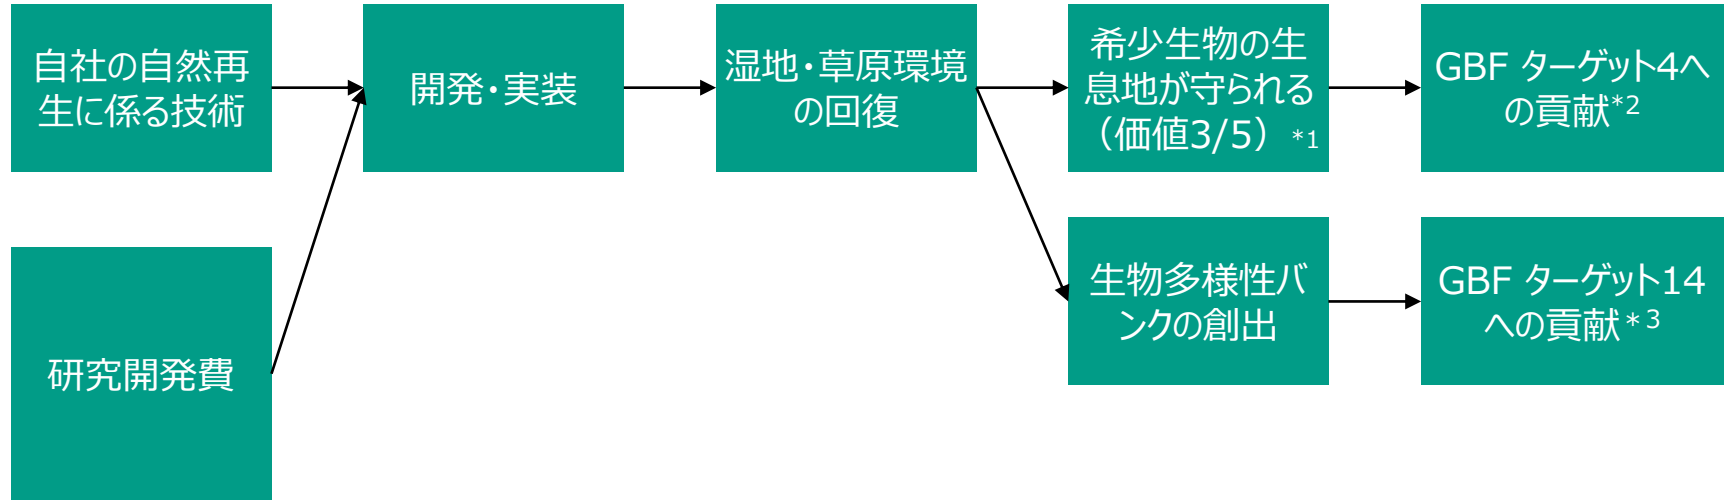 自社の自然再
生に係る技術
開発・実装
湿地・草原環境
の回復
希少生物の生
息地が守られる
（価値3/5）*1
GBF ターゲット4へ
の貢献*2
研究開発費
生物多様性バ
ンクの創出
GBF ターゲット14
への貢献*3